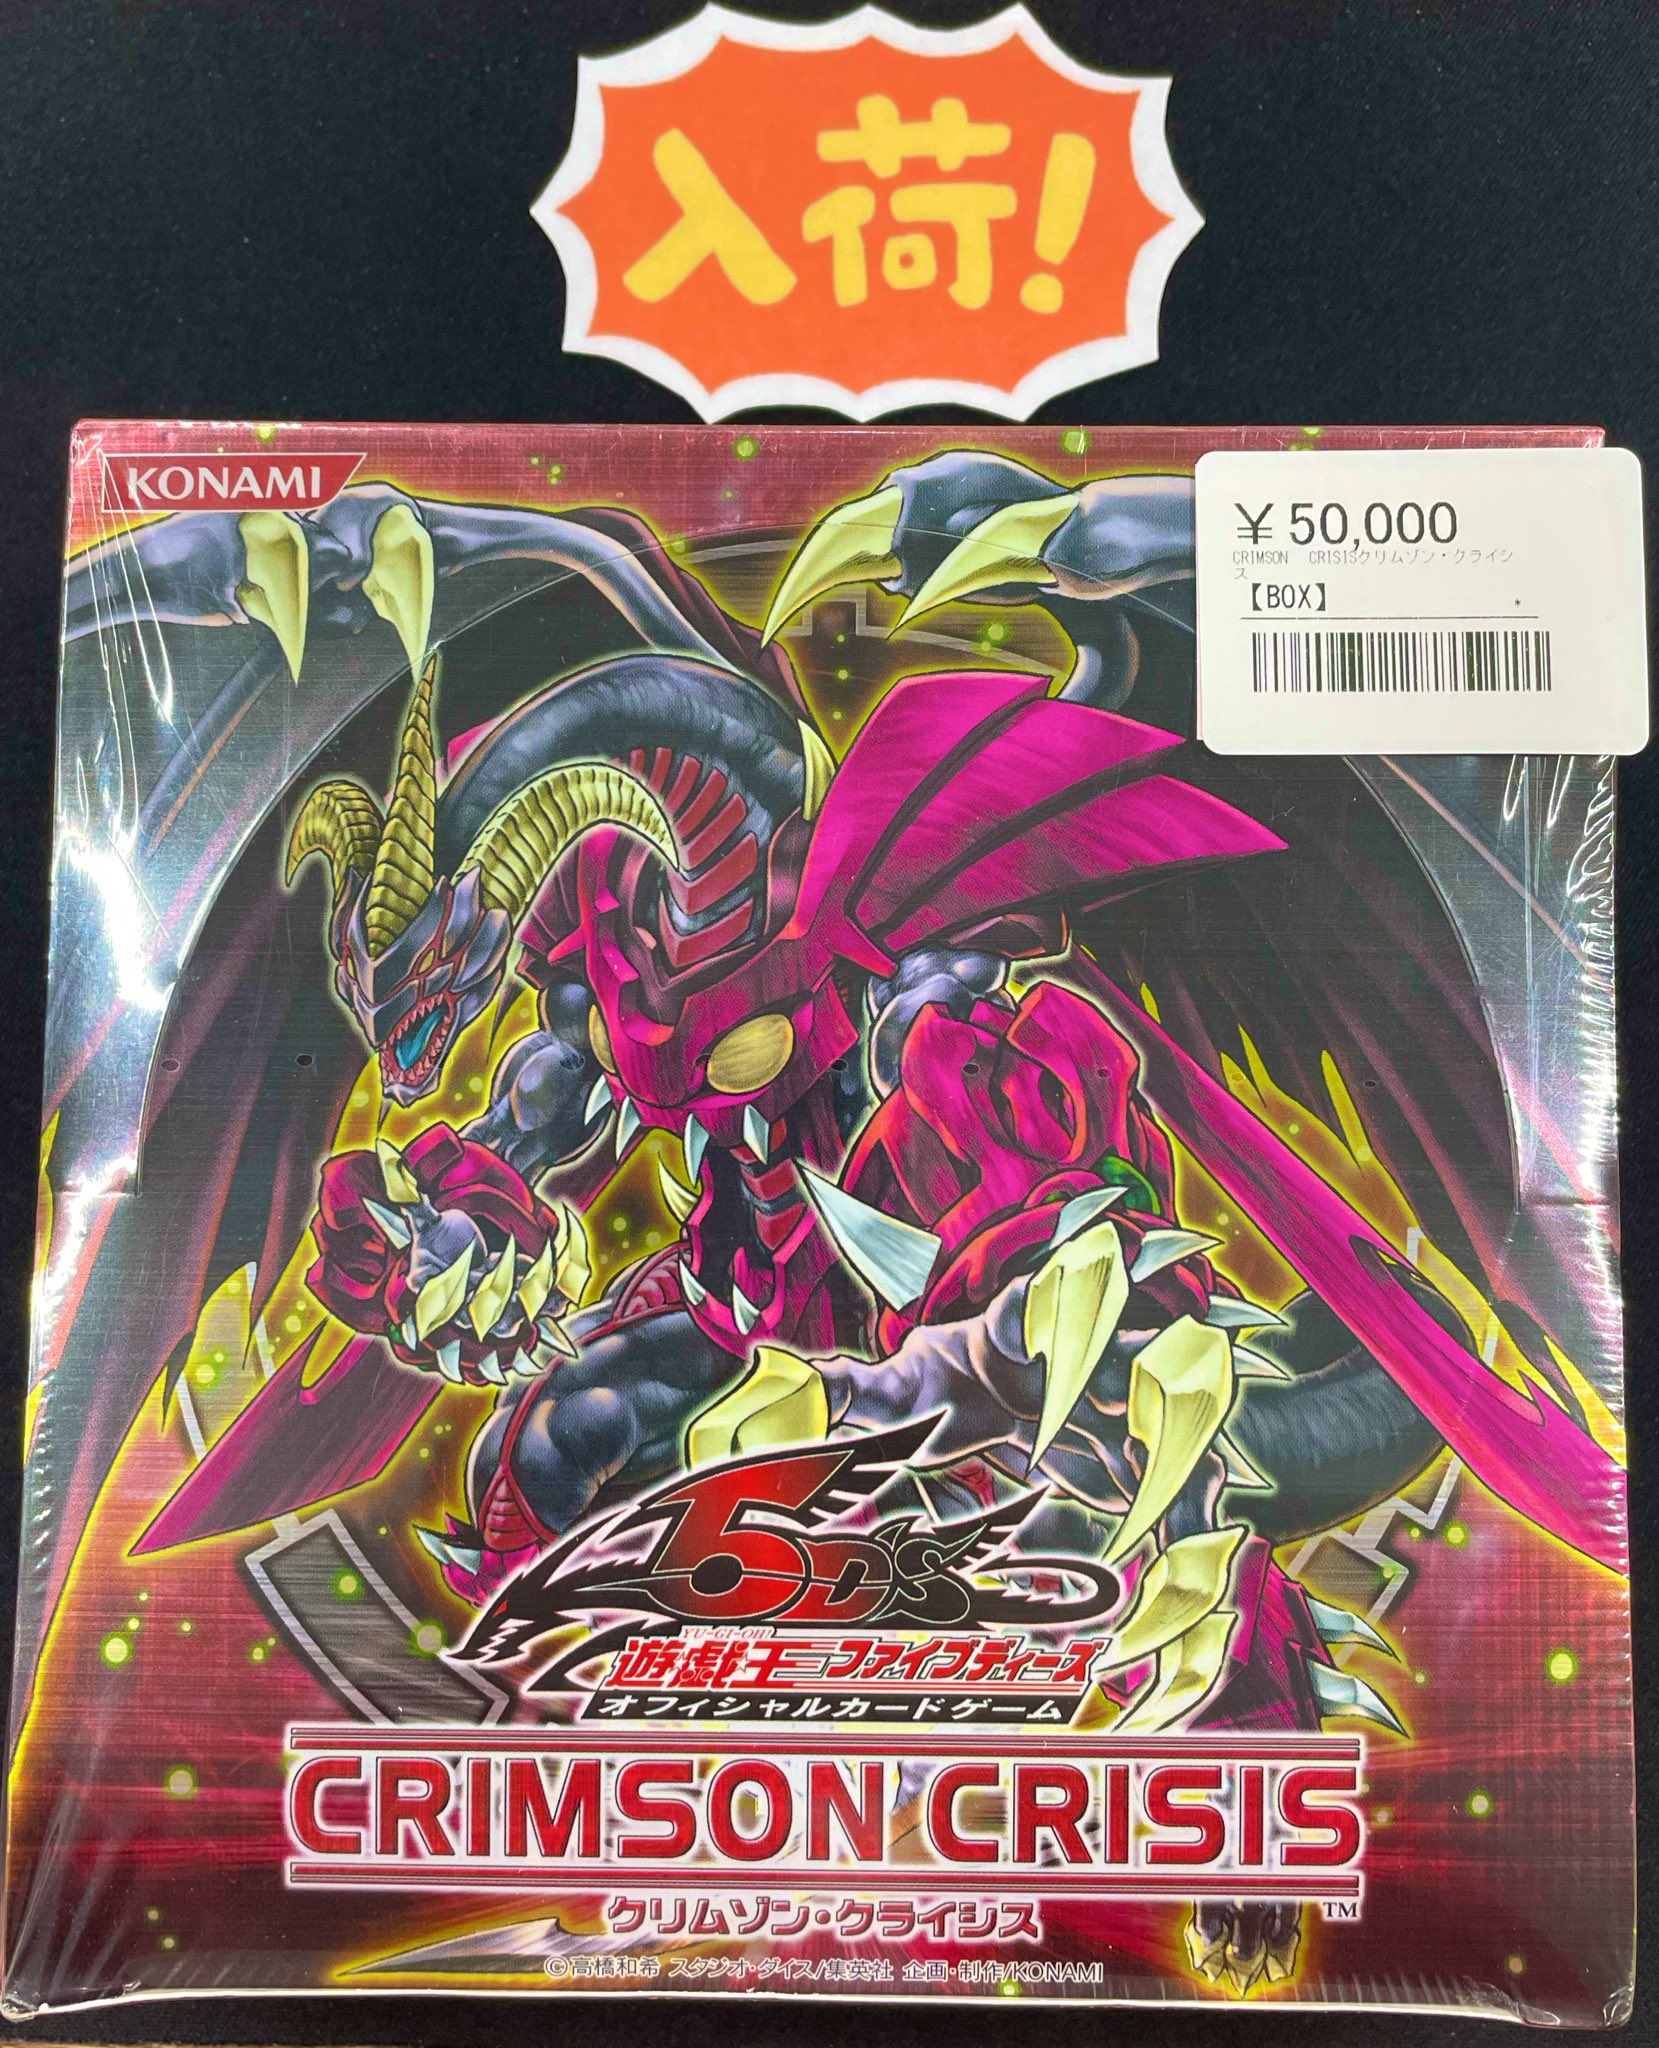 入荷!
KONAMI
￥50,000
CRIMSON CRISISクリムゾン・クライシ
ス
【BOX】
*
5D'S
YU-GI-OH!
遊戯王ファイブディーズ
オフィシャルカードゲーム
CRIMSON CRISIS
TM
クリムゾン・クライシス
©高橋和希 スタジオ・ダイス/集英社 企画・制作/KONAMI